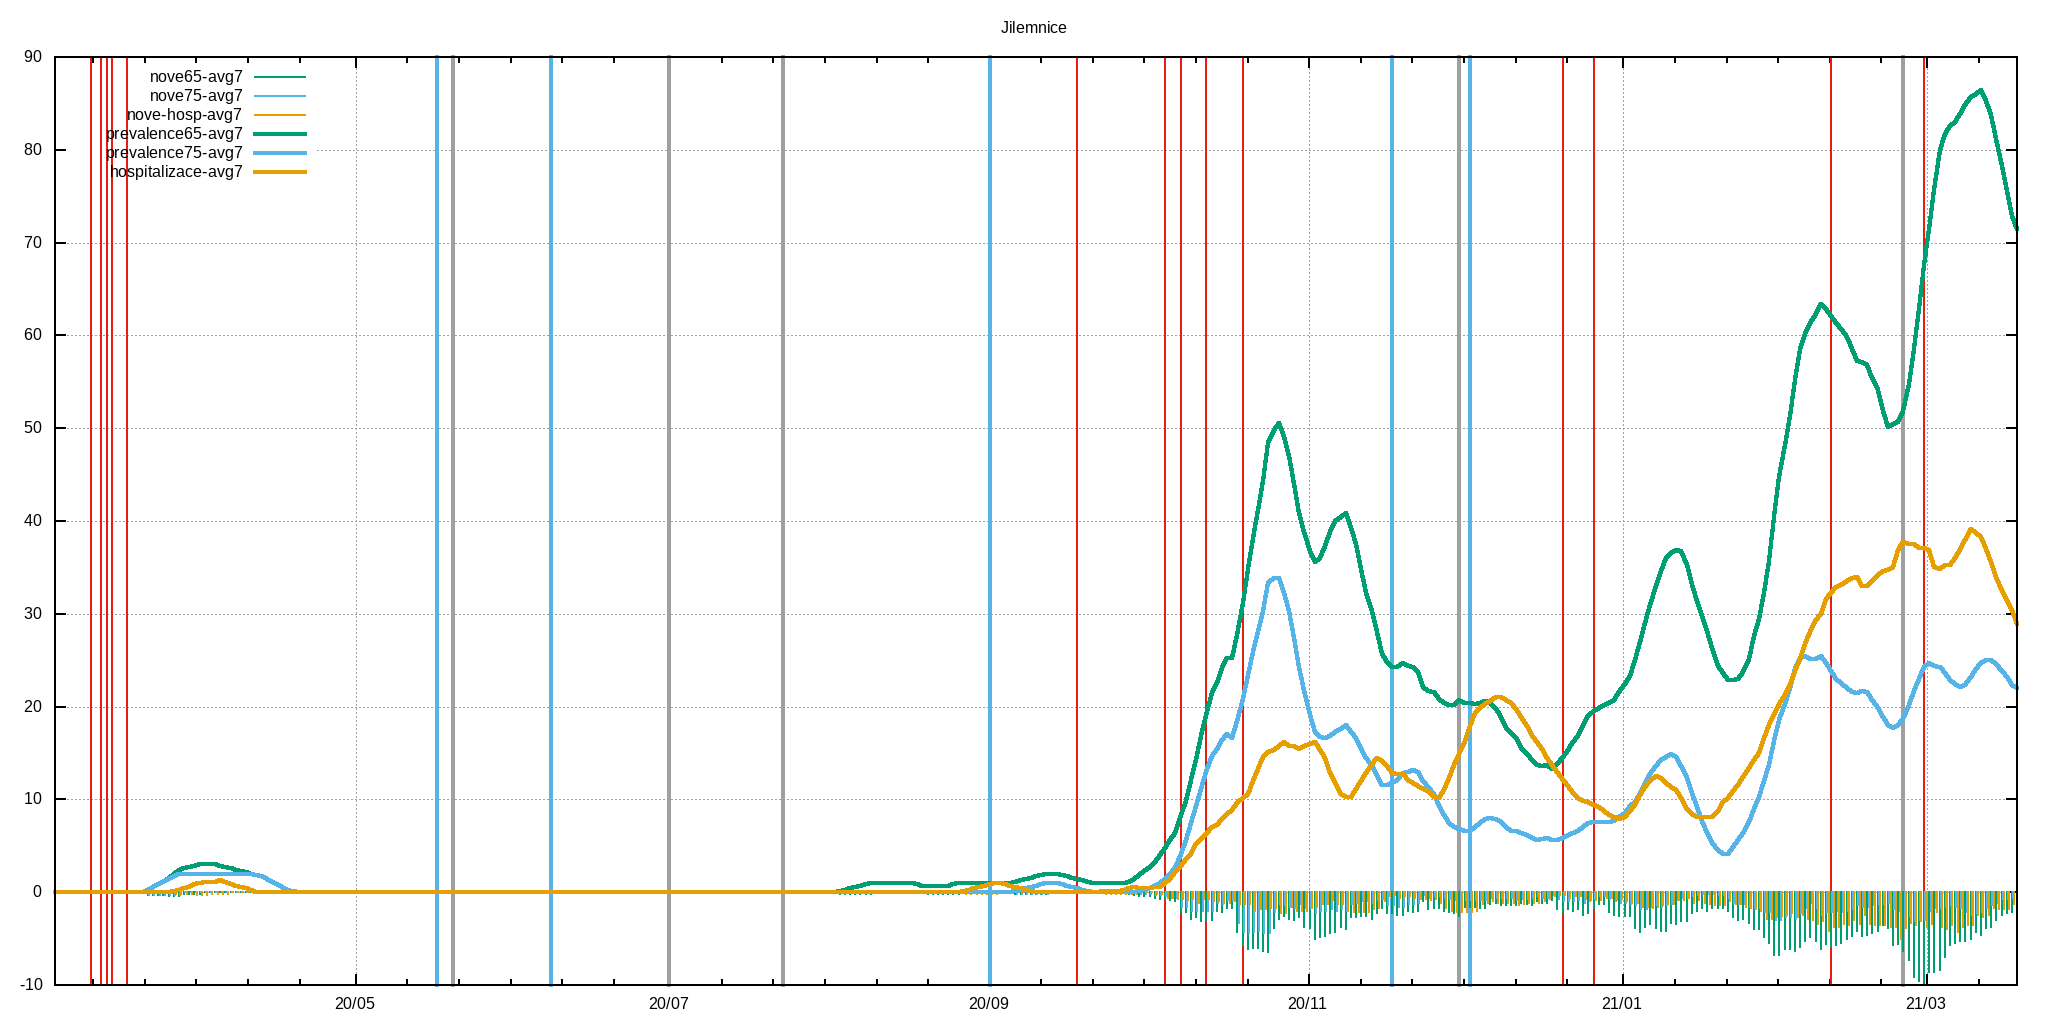 Jilemnice
90
80
70
60
50
40
30
20
10
0
-10
nove65-avg7
nove75-avg7
nove-hosp-avg7
prevalence65-avg7
prevalence75-avg7
hospitalizace-avg7
20/05 20/07 20/09 20/11 21/01 21/03